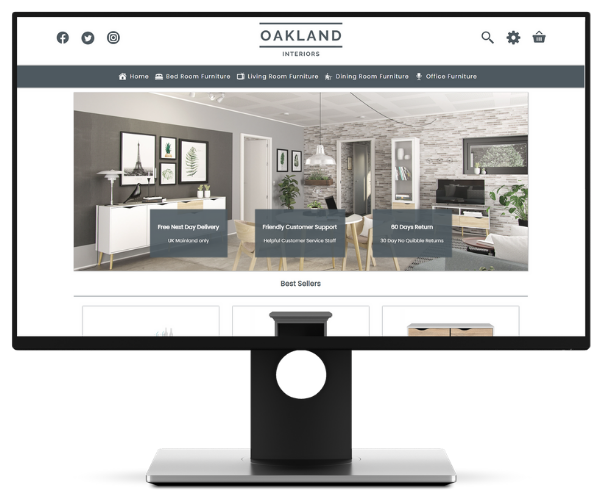 OAKLAND
INTERIORS
Home Bed Room Furniture Living Room Furniture Dining Room Furniture Office Furniture
Free Next Day Delivery Friendly Customer Support 60 Days Return
UK Mainland only Helpful Customer Service Staff 30 Day No Quibble Returns
Best Sellers